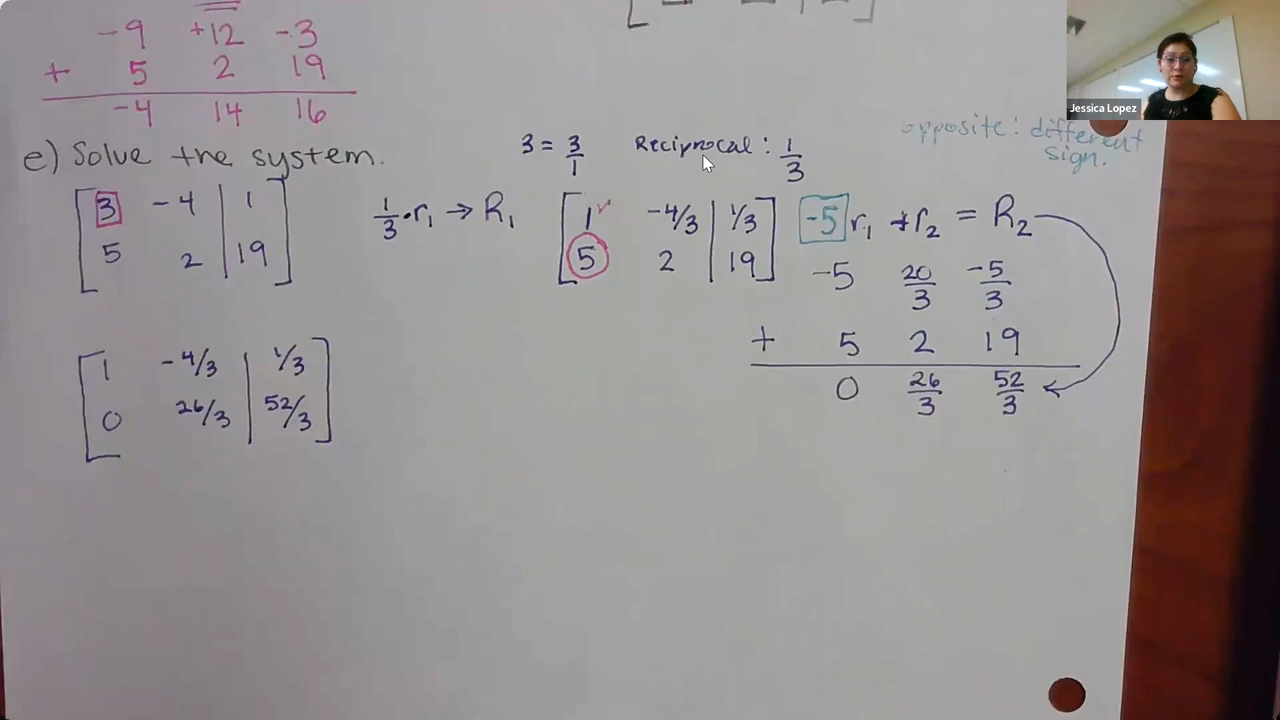 -9 +12 -3
+ 5 2 19
-4 14 16
Jessica Lopez
opposite: different sign.
e) Solve the system.
3 = 3/1 Reciprocal: 1/3
[3 -4 | 1]
[5 2 | 19]
1/3 • r1 → R1
[1 -4/3 | 1/3]
[5 2 | 19]
-5 r1 + r2 = R2
-5 20/3 -5/3
+ 5 2 19
0 26/3 52/3
[1 -4/3 | 1/3]
[0 26/3 | 52/3]